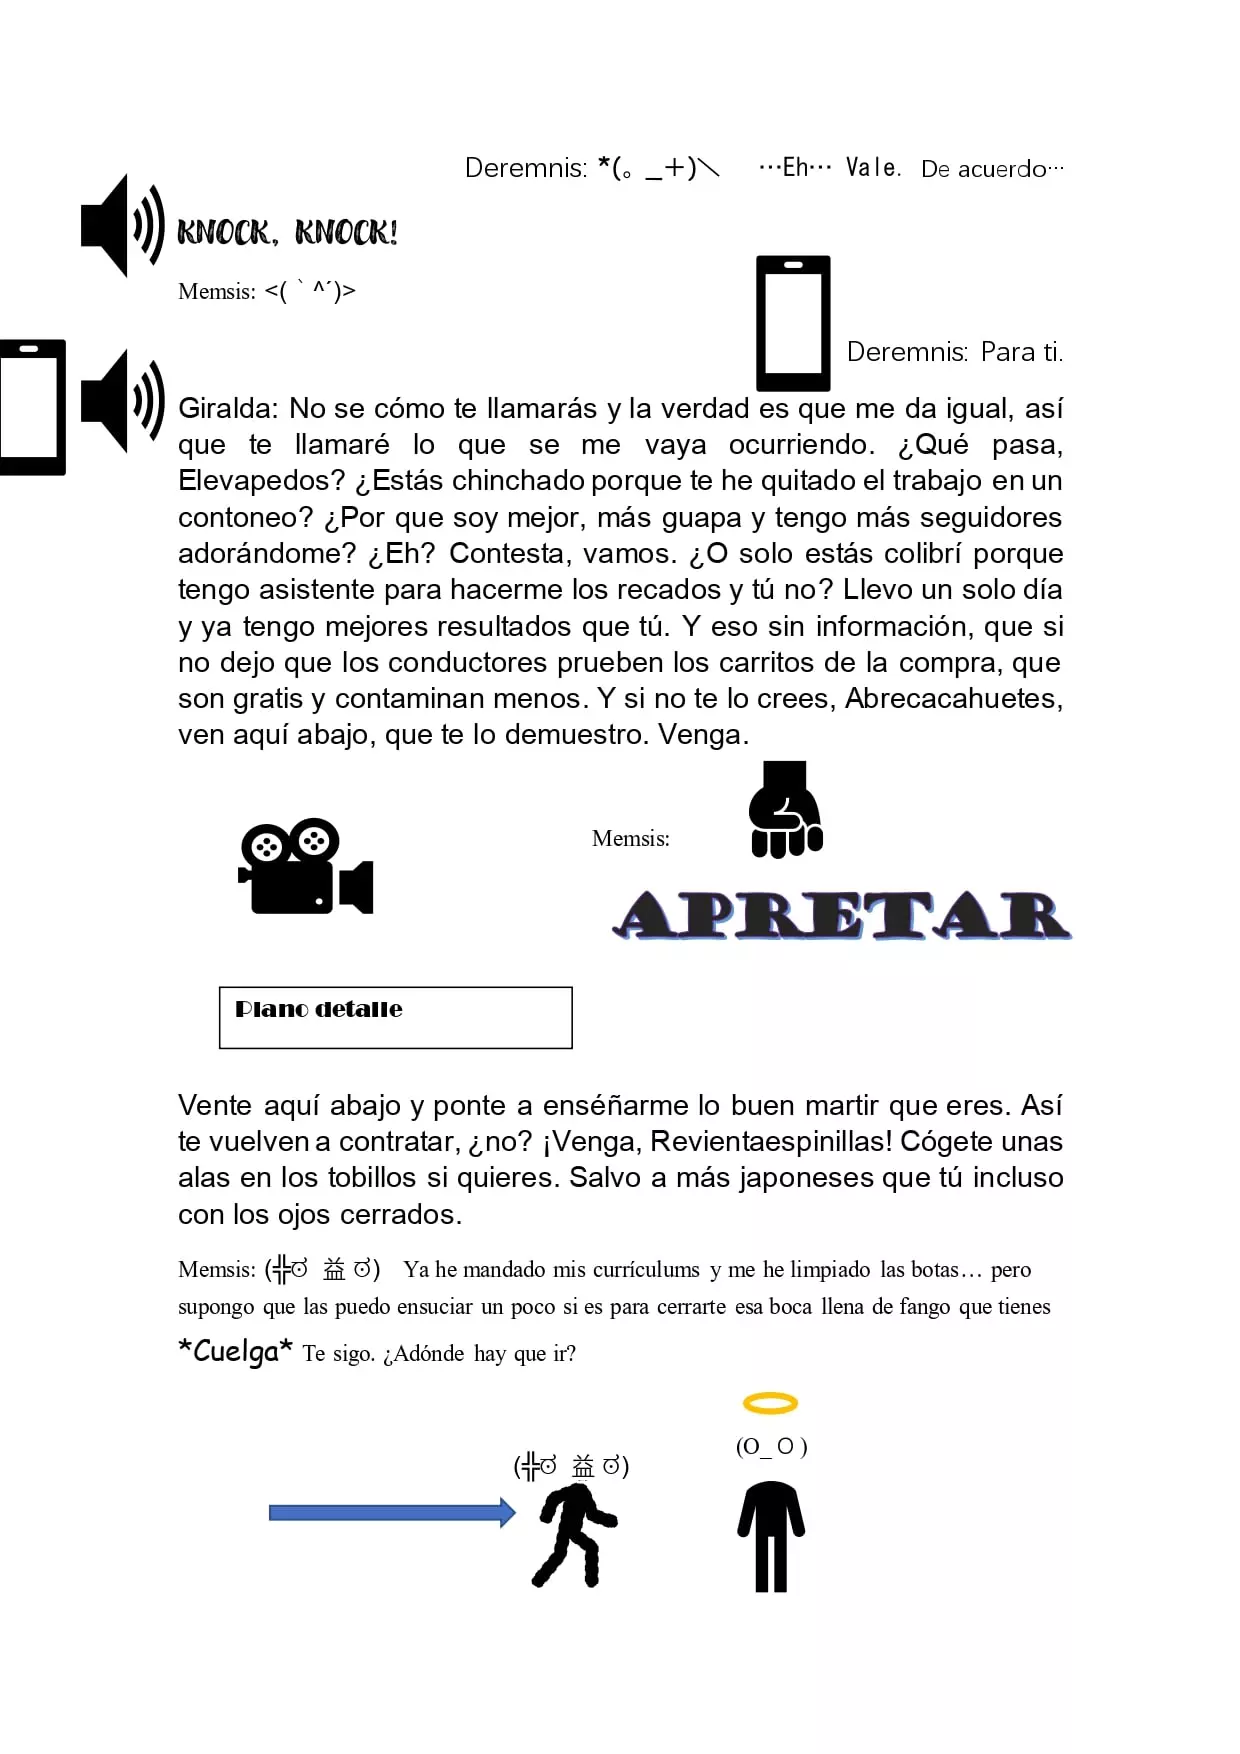 Deremnis: *(。_＋)＼ …Eh… Vale. De acuerdo…
KNOCK, KNOCK!
Memsis: <(｀^´)>
Deremnis: Para ti.
Giralda: No se cómo te llamarás y la verdad es que me da igual, así
que te llamaré lo que se me vaya ocurriendo. ¿Qué pasa,
Elevapedos? ¿Estás chinchado porque te he quitado el trabajo en un
contoneo? ¿Por que soy mejor, más guapa y tengo más seguidores
adorándome? ¿Eh? Contesta, vamos. ¿O solo estás colibrí porque
tengo asistente para hacerme los recados y tú no? Llevo un solo día
y ya tengo mejores resultados que tú. Y eso sin información, que si
no dejo que los conductores prueben los carritos de la compra, que
son gratis y contaminan menos. Y si no te lo crees, Abrecacahuetes,
ven aquí abajo, que te lo demuestro. Venga.
Memsis:
APRETAR
Plano detalle
Vente aquí abajo y ponte a enséñarme lo buen martir que eres. Así
te vuelven a contratar, ¿no? ¡Venga, Revientaespinillas! Cógete unas
alas en los tobillos si quieres. Salvo a más japoneses que tú incluso
con los ojos cerrados.
Memsis: (╬ಠ 益 ಠ) Ya he mandado mis currículums y me he limpiado las botas… pero
supongo que las puedo ensuciar un poco si es para cerrarte esa boca llena de fango que tienes
*Cuelga* Te sigo. ¿Adónde hay que ir?
(O_O)
(╬ಠ 益 ಠ)